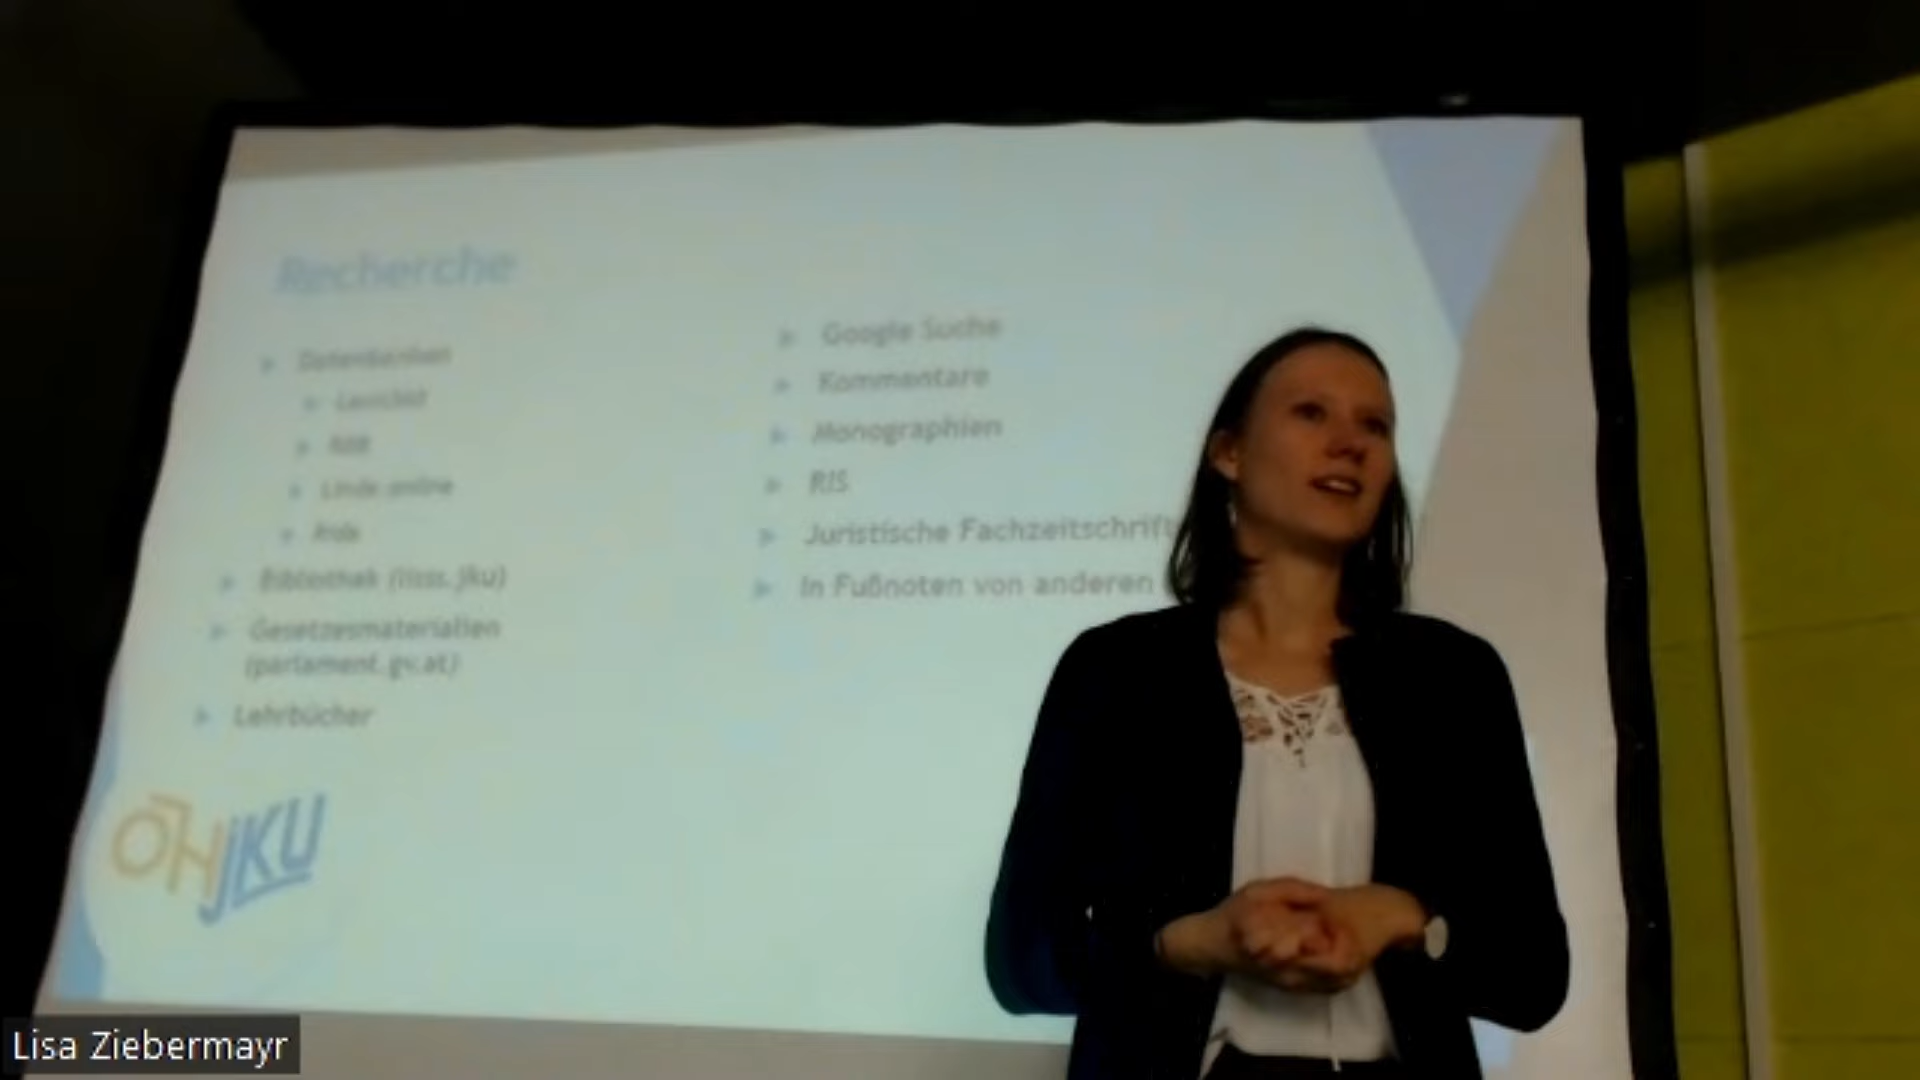 Recherche
Datenbanken
LexisNexis
RDB
Linde online
Bibliothek (lisss.jku)
Gesetzesmaterialien
(parlament.gv.at)
Lehrbücher
Google Suche
Kommentare
Monographien
RIS
Juristische Fachzeitschrift
In Fußnoten von anderen
ÖH JKU
Lisa Ziebermayr